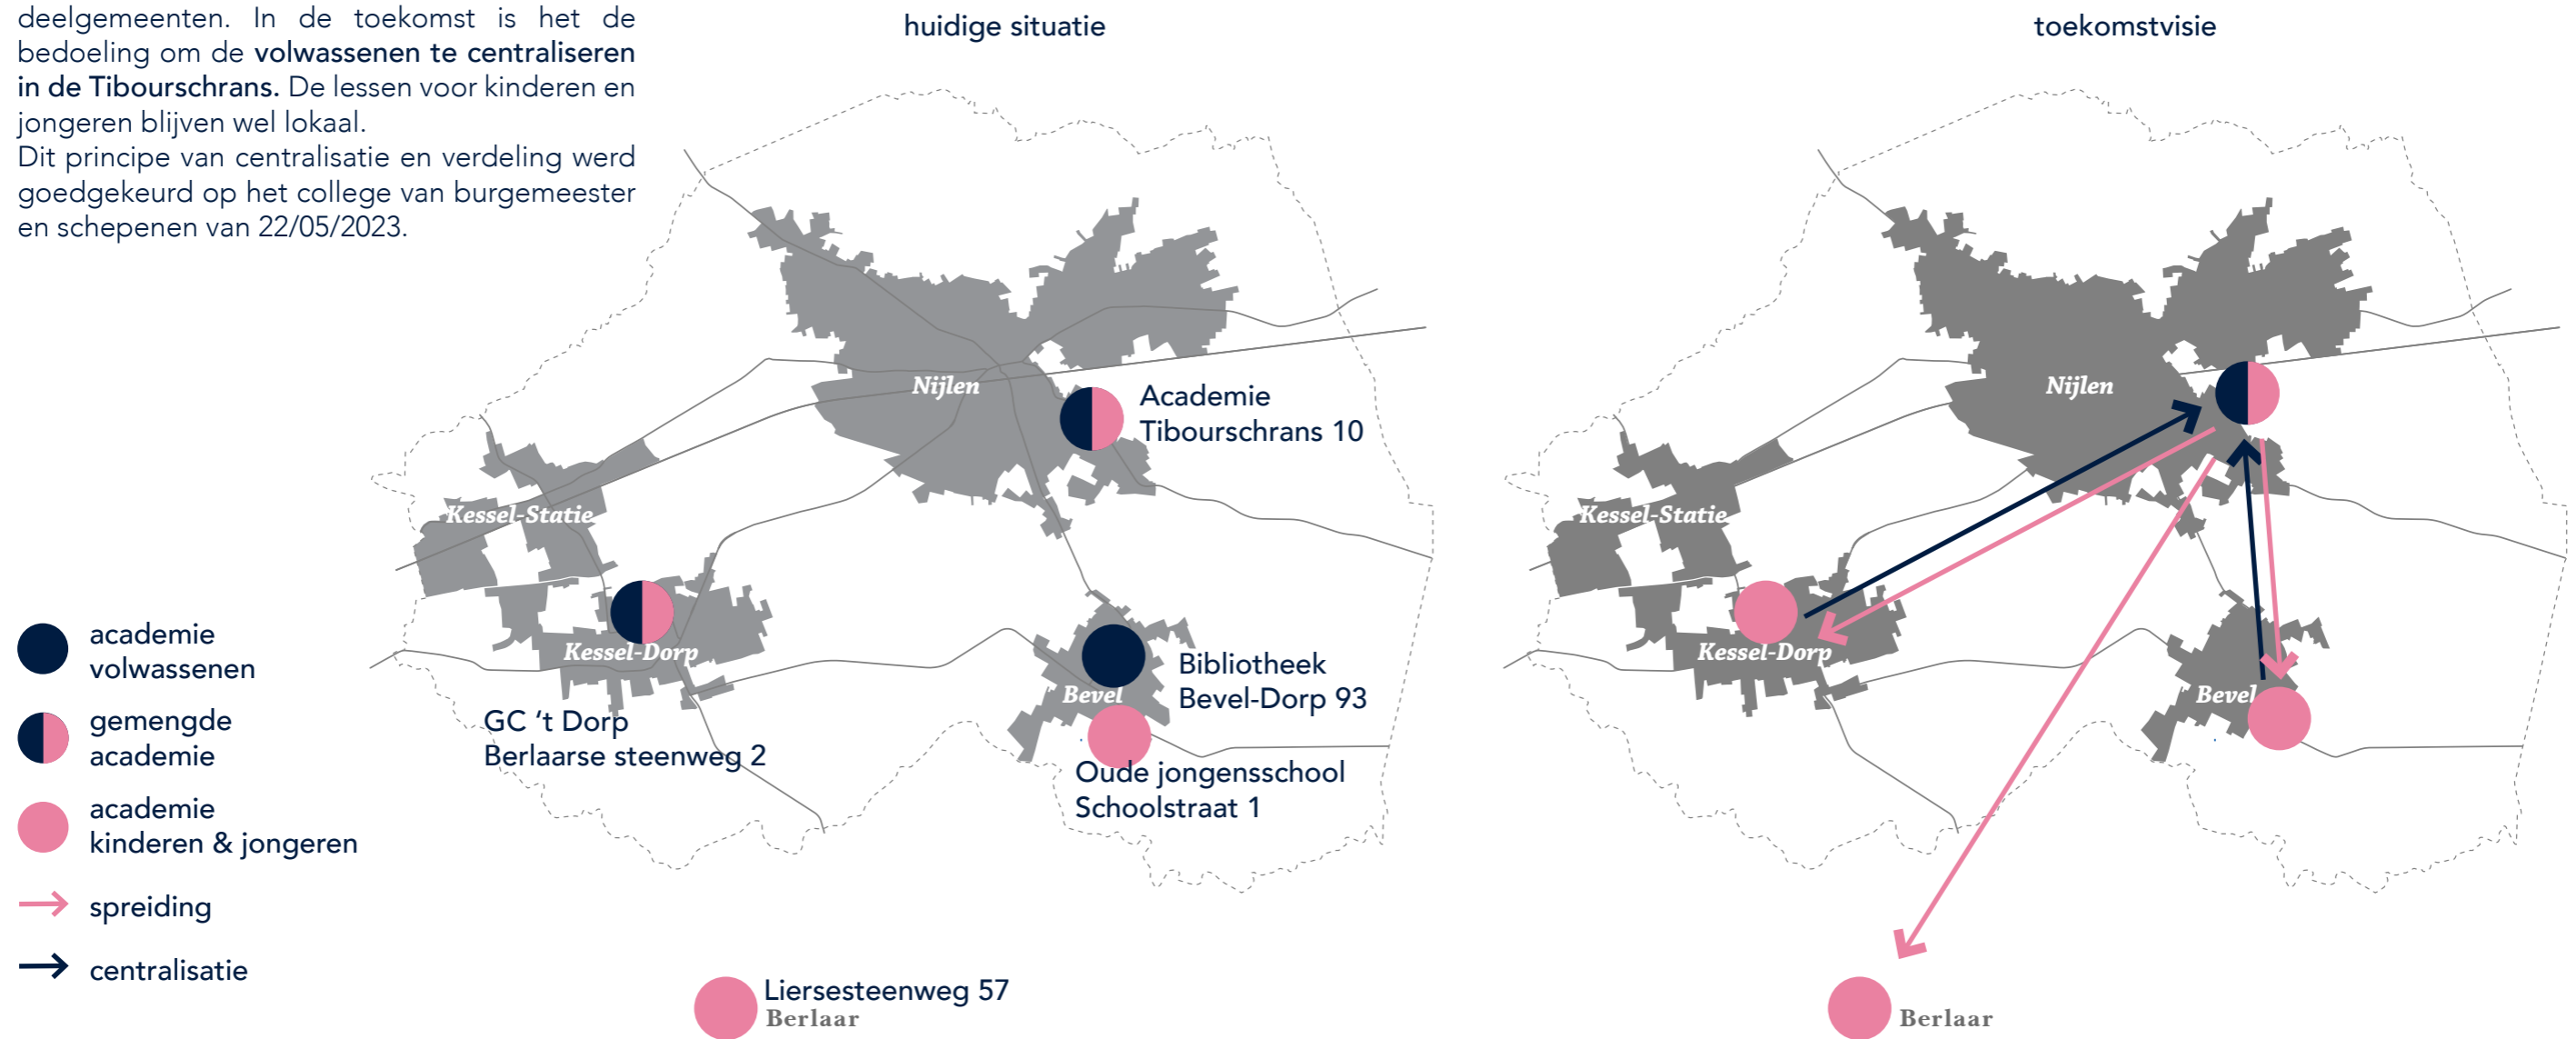 deelgemeenten. In de toekomst is het de
bedoeling om de volwassenen te centraliseren
in de Tibourschrans. De lessen voor kinderen en
jongeren blijven wel lokaal.
Dit principe van centralisatie en verdeling werd
goedgekeurd op het college van burgemeester
en schepenen van 22/05/2023.
academie
volwassenen
gemengde
academie
academie
kinderen & jongeren
spreiding
centralisatie
huidige situatie
Nijlen
Academie
Tibourschrans 10
Kessel-Statie
Kessel-Dorp
GC ‘t Dorp
Berlaarse steenweg 2
Bibliotheek
Bevel-Dorp 93
Bevel
Oude jongensschool
Schoolstraat 1
Liersesteenweg 57
Berlaar
toekomstvisie
Nijlen
Kessel-Statie
Kessel-Dorp
Bevel
Berlaar